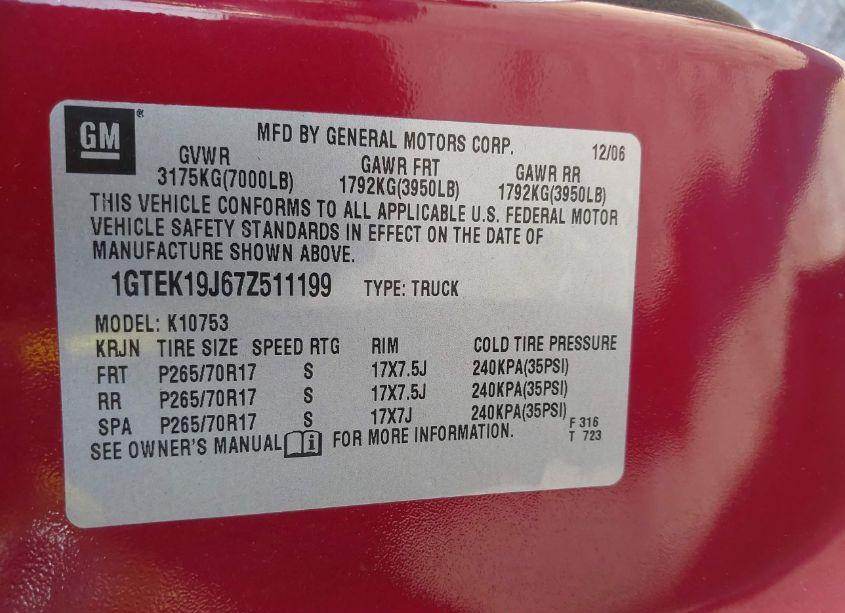 GM ®
MFD BY GENERAL MOTORS CORP. 12/06
GVWR GAWR FRT GAWR RR
3175KG(7000LB) 1792KG(3950LB) 1792KG(3950LB)
THIS VEHICLE CONFORMS TO ALL APPLICABLE U.S. FEDERAL MOTOR
VEHICLE SAFETY STANDARDS IN EFFECT ON THE DATE OF
MANUFACTURE SHOWN ABOVE.
1GTEK19J67Z511199 TYPE: TRUCK
MODEL: K10753
KRJN TIRE SIZE SPEED RTG RIM COLD TIRE PRESSURE
FRT P265/70R17 S 17X7.5J 240KPA(35PSI)
RR P265/70R17 S 17X7.5J 240KPA(35PSI)
SPA P265/70R17 S 17X7J 240KPA(35PSI)
SEE OWNER'S MANUAL i FOR MORE INFORMATION.
F 316
T 723